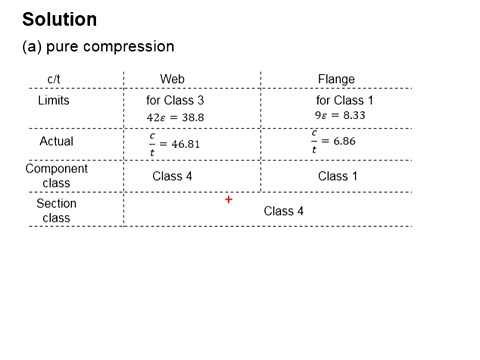 Solution
(a) pure compression
c/t Web Flange
Limits for Class 3 for Class 1
42ε = 38.8 9ε = 8.33
Actual c/t = 46.81 c/t = 6.86
Component class Class 4 Class 1
Section class Class 4